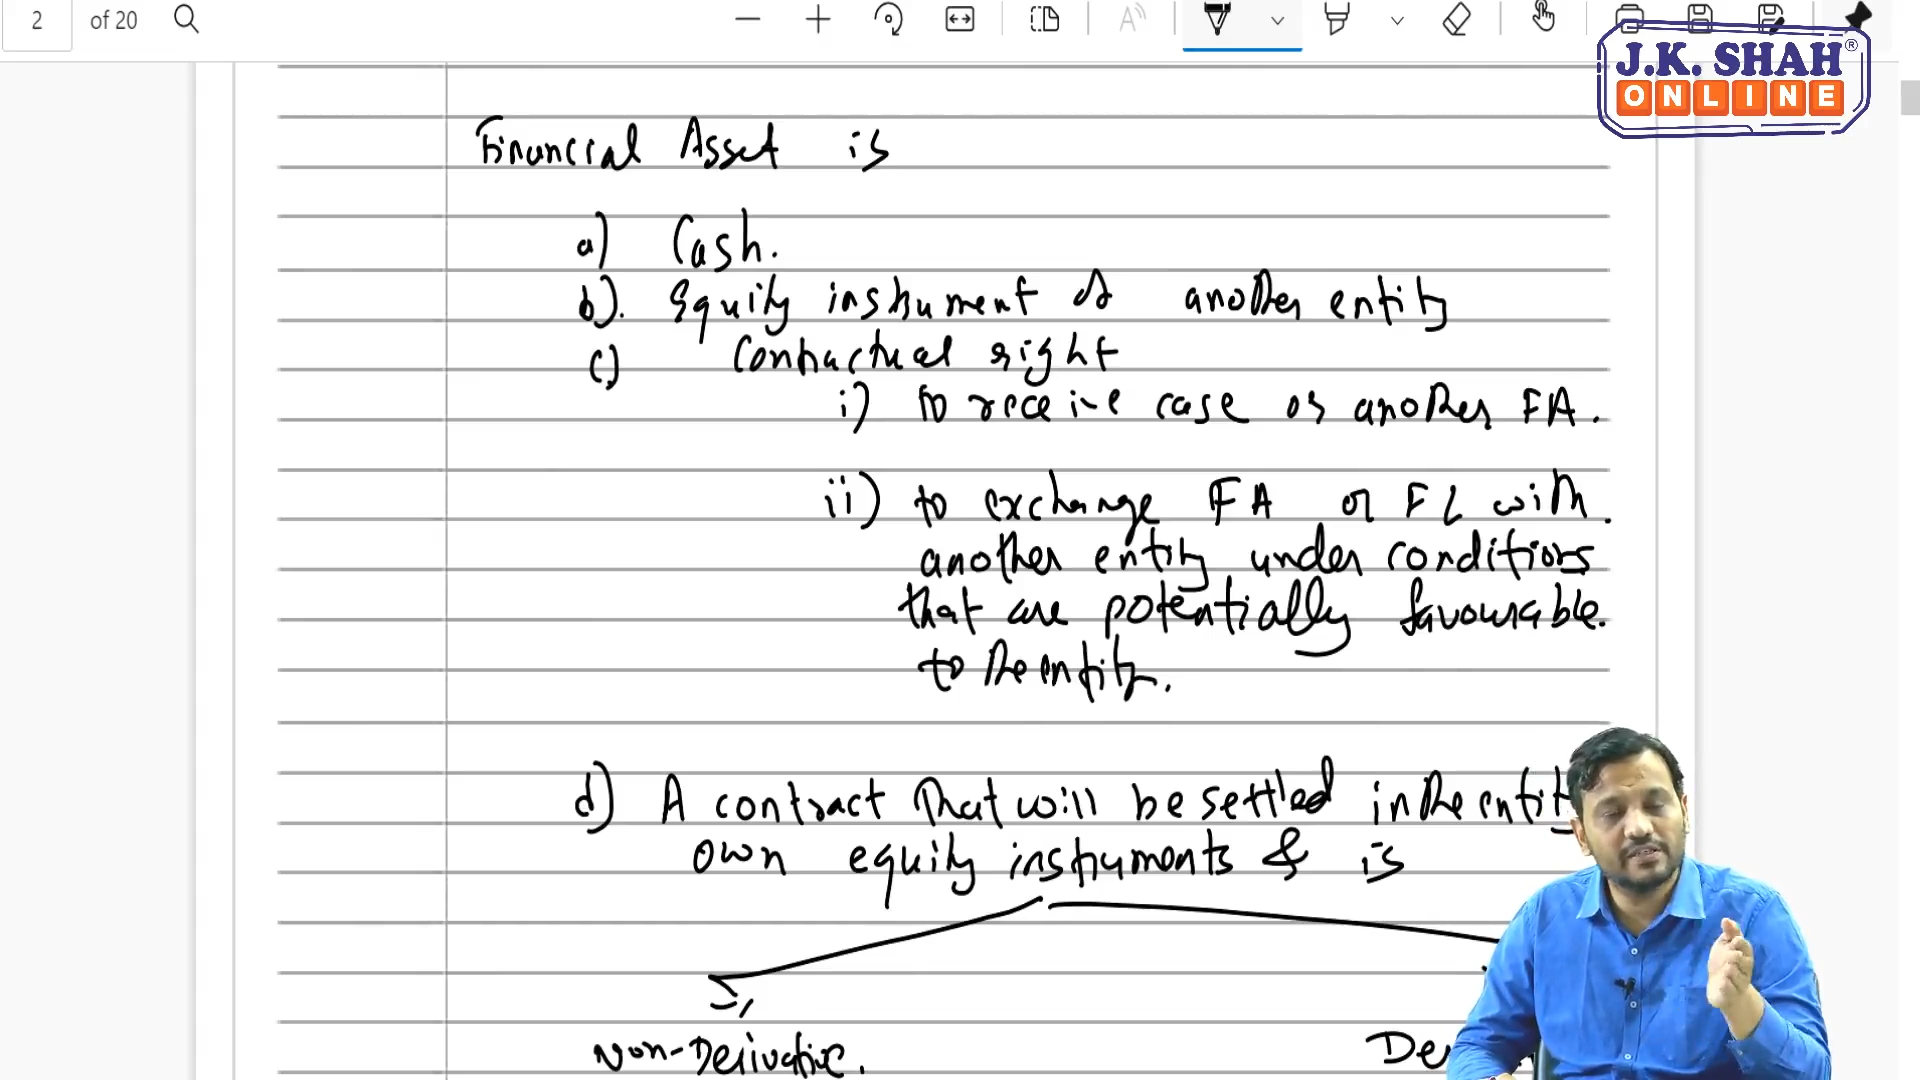 2 of 20
J.K. SHAH®
ONLINE
Financial Asset is
a) Cash.
b). Equity instrument of another entity
c) Contractual right
i) to receive case or another FA.
ii) to exchange FA or FL with
another entity under conditions
that are potentially favourable.
to the entity.
d) A contract that will be settled in the entity
own equity instruments & is
Non-Derivative.
De